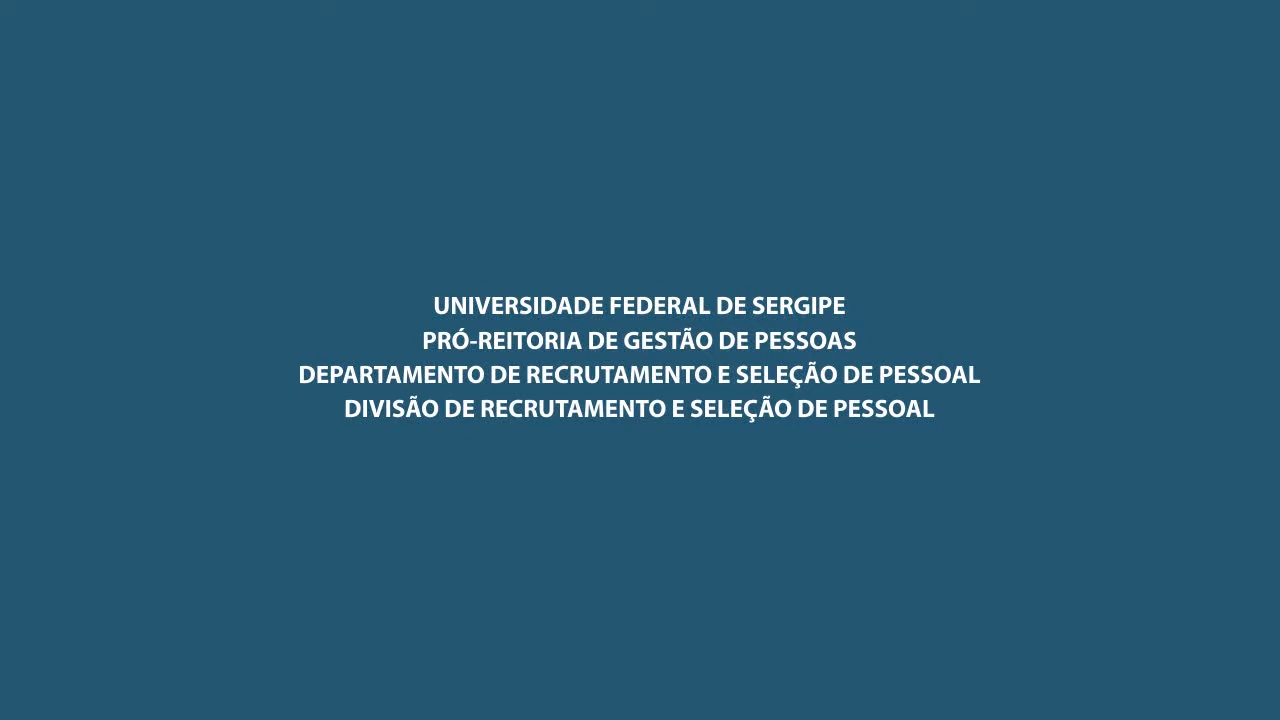 UNIVERSIDADE FEDERAL DE SERGIPE
PRÓ-REITORIA DE GESTÃO DE PESSOAS
DEPARTAMENTO DE RECRUTAMENTO E SELEÇÃO DE PESSOAL
DIVISÃO DE RECRUTAMENTO E SELEÇÃO DE PESSOAL